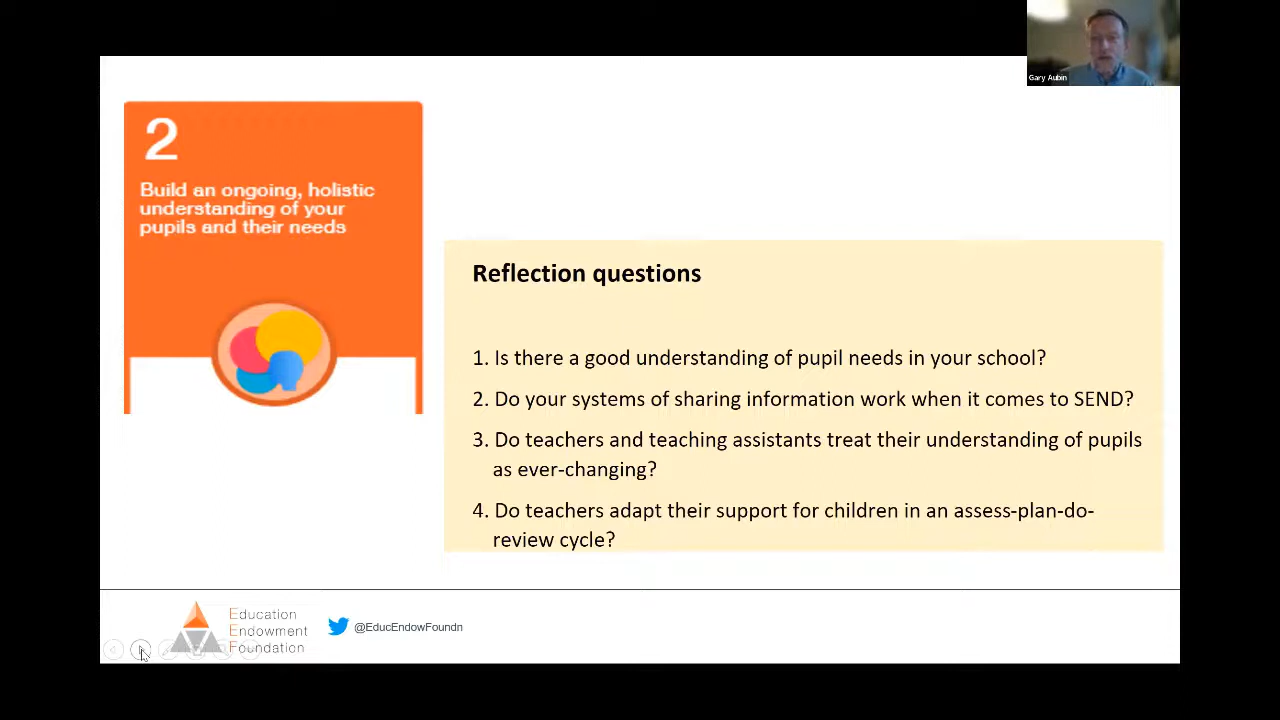 Gary Aubin
2
Build an ongoing, holistic
understanding of your
pupils and their needs
Reflection questions
1. Is there a good understanding of pupil needs in your school?
2. Do your systems of sharing information work when it comes to SEND?
3. Do teachers and teaching assistants treat their understanding of pupils
as ever-changing?
4. Do teachers adapt their support for children in an assess-plan-do-
review cycle?
Education
Endowment
Foundation
@EducEndowFoundn